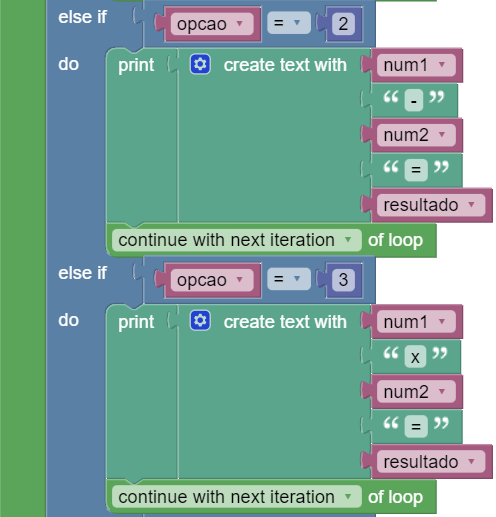 else if opcao = 2
do print create text with num1
“ - ”
num2
“ = ”
resultado
continue with next iteration of loop
else if opcao = 3
do print create text with num1
“ x ”
num2
“ = ”
resultado
continue with next iteration of loop